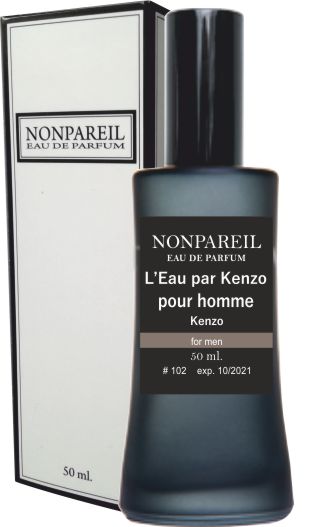 NONPAREIL
EAU DE PARFUM
50 ml.
NONPAREIL
EAU DE PARFUM
L'Eau par Kenzo
pour homme
Kenzo
for men
50 ml.
# 102 exp. 10/2021